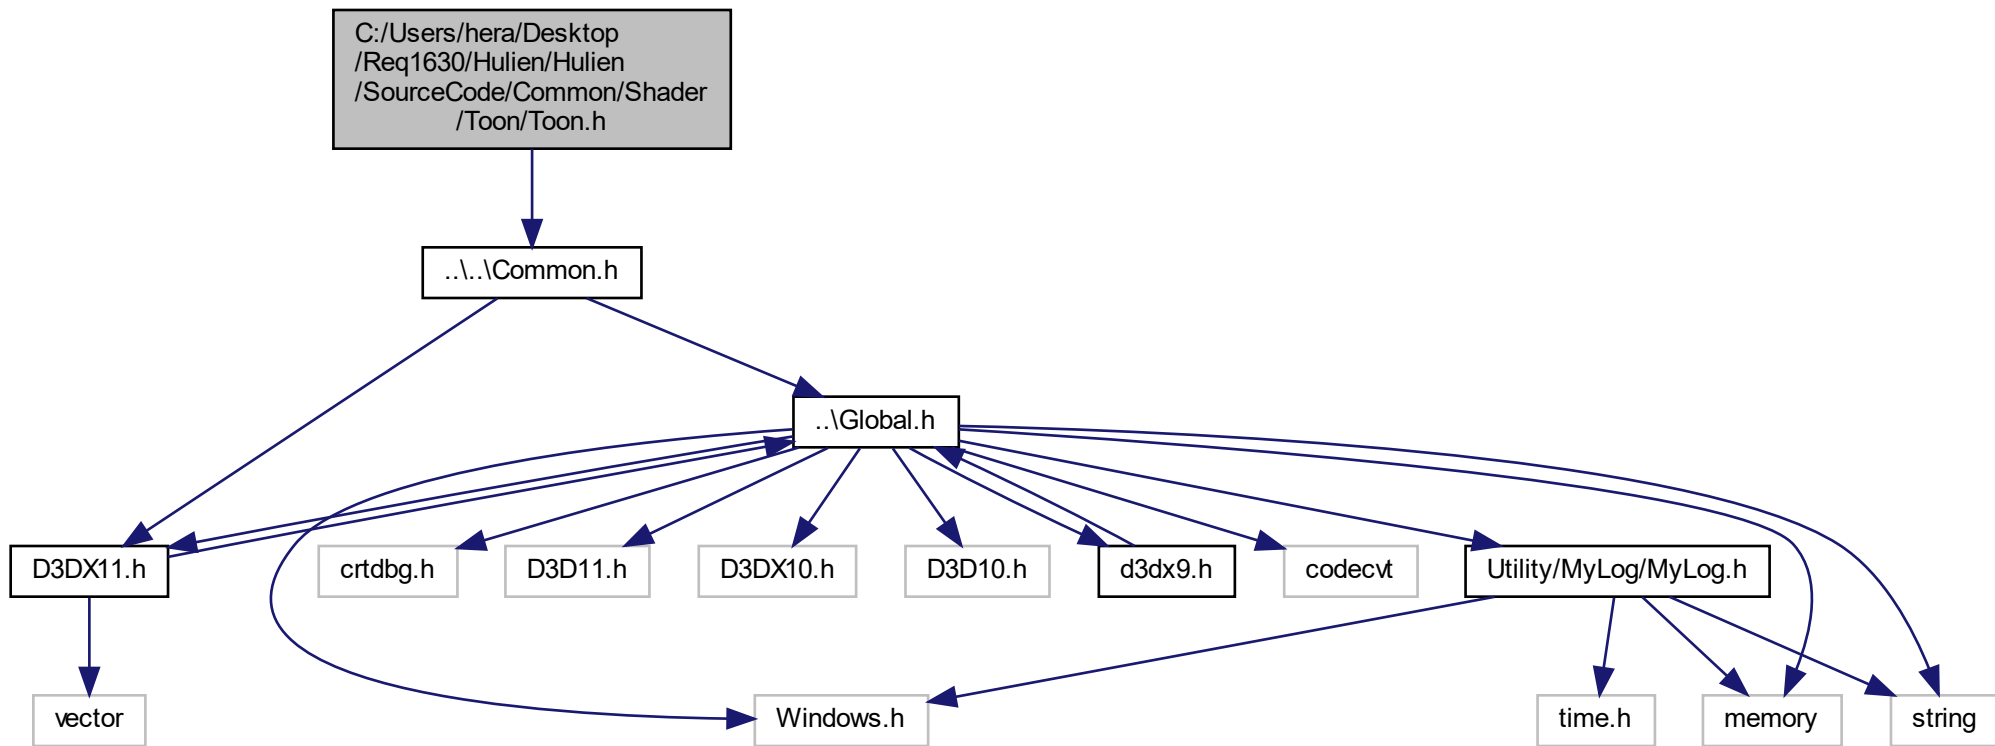 C:/Users/hera/Desktop
/Req1630/Hulien/Hulien
/SourceCode/Common/Shader
/Toon/Toon.h
..\..\Common.h
..\Global.h
D3DX11.h
crtdbg.h
D3D11.h
D3DX10.h
D3D10.h
d3dx9.h
codecvt
Utility/MyLog/MyLog.h
vector
Windows.h
time.h
memory
string